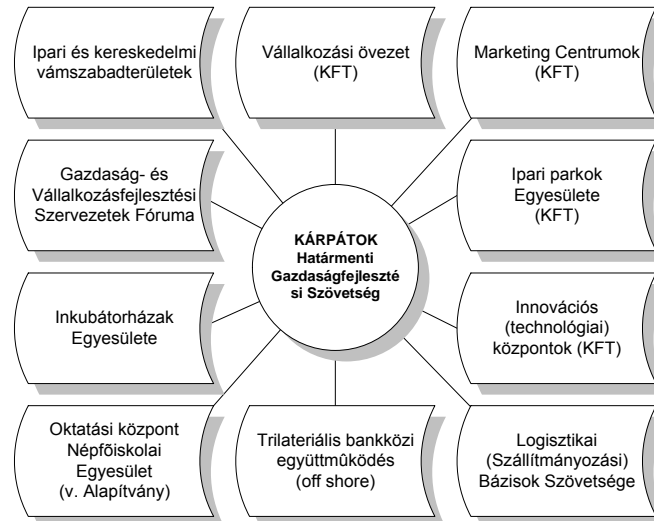 Ipari és kereskedelmi
vámszabadterületek
Vállalkozási övezet
(KFT)
Marketing Centrumok
(KFT)
Gazdaság- és
Vállalkozásfejlesztési
Szervezetek Fóruma
Ipari parkok
Egyesülete
(KFT)
KÁRPÁTOK
Határmenti
Gazdaságfejleszté
si Szövetség
Inkubátorházak
Egyesülete
Innovációs
(technológiai)
központok (KFT)
Oktatási központ
Népfõiskolai
Egyesület
(v. Alapítvány)
Trilateriális bankközi
együttmûködés
(off shore)
Logisztikai
(Szállítmányozási)
Bázisok Szövetsége